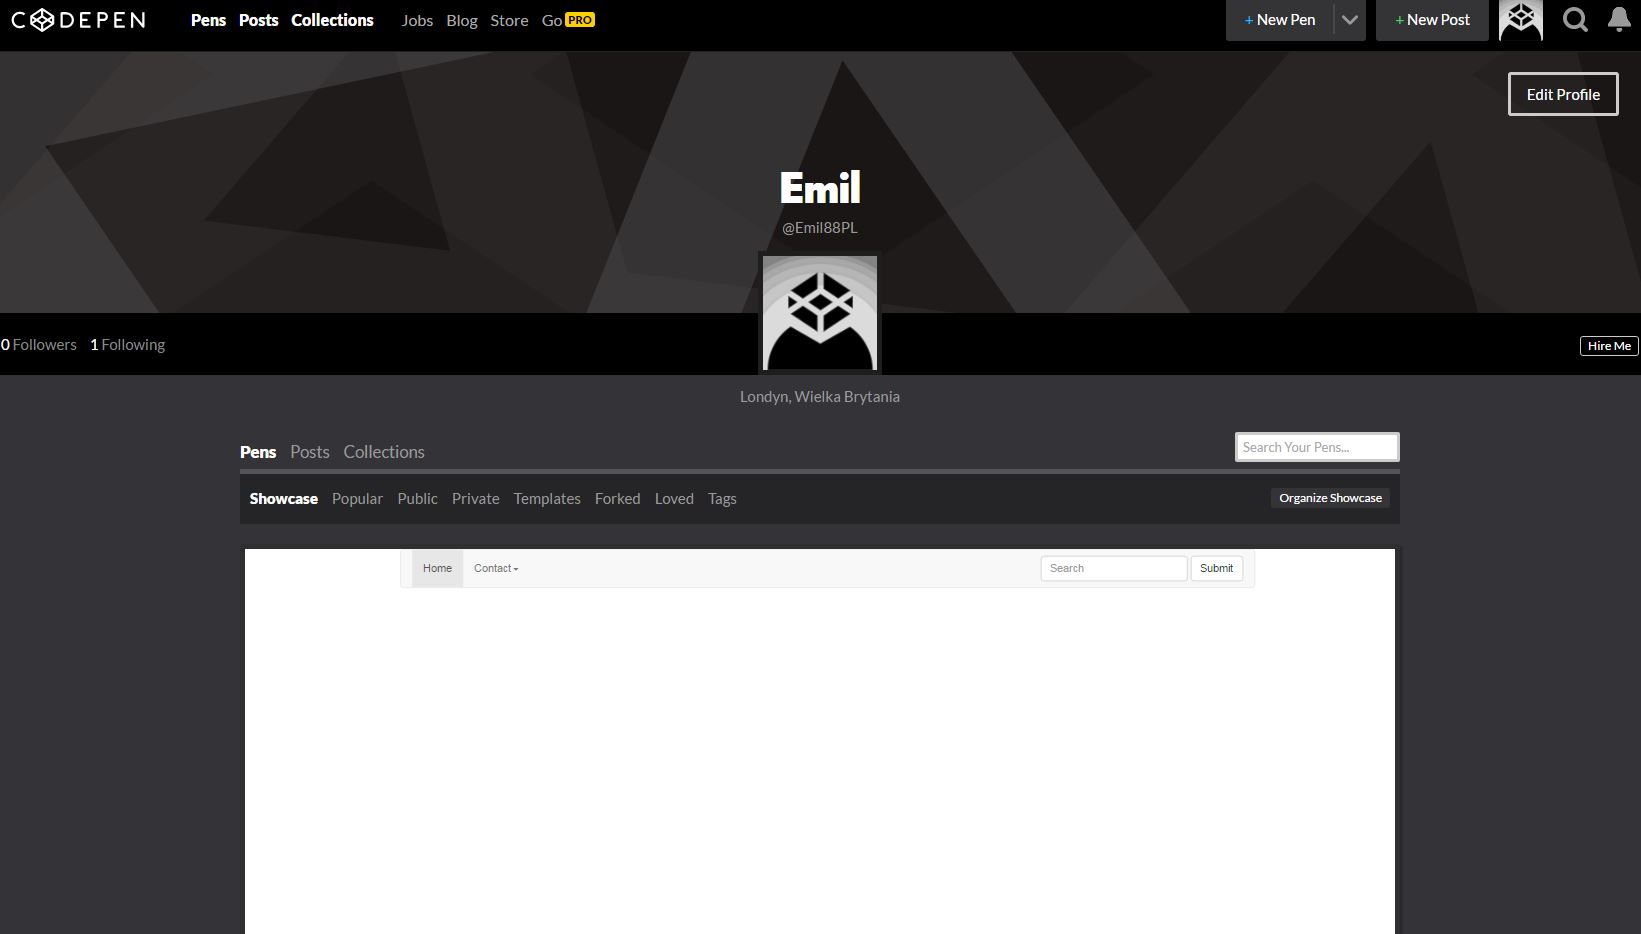 CODEPEN Pens Posts Collections Jobs Blog Store Go PRO + New Pen + New Post
Edit Profile
Emil
@Emil88PL
0 Followers 1 Following
Hire Me
Londyn, Wielka Brytania
Pens Posts Collections Search Your Pens...
Showcase Popular Public Private Templates Forked Loved Tags Organize Showcase
Home Contact Search Submit